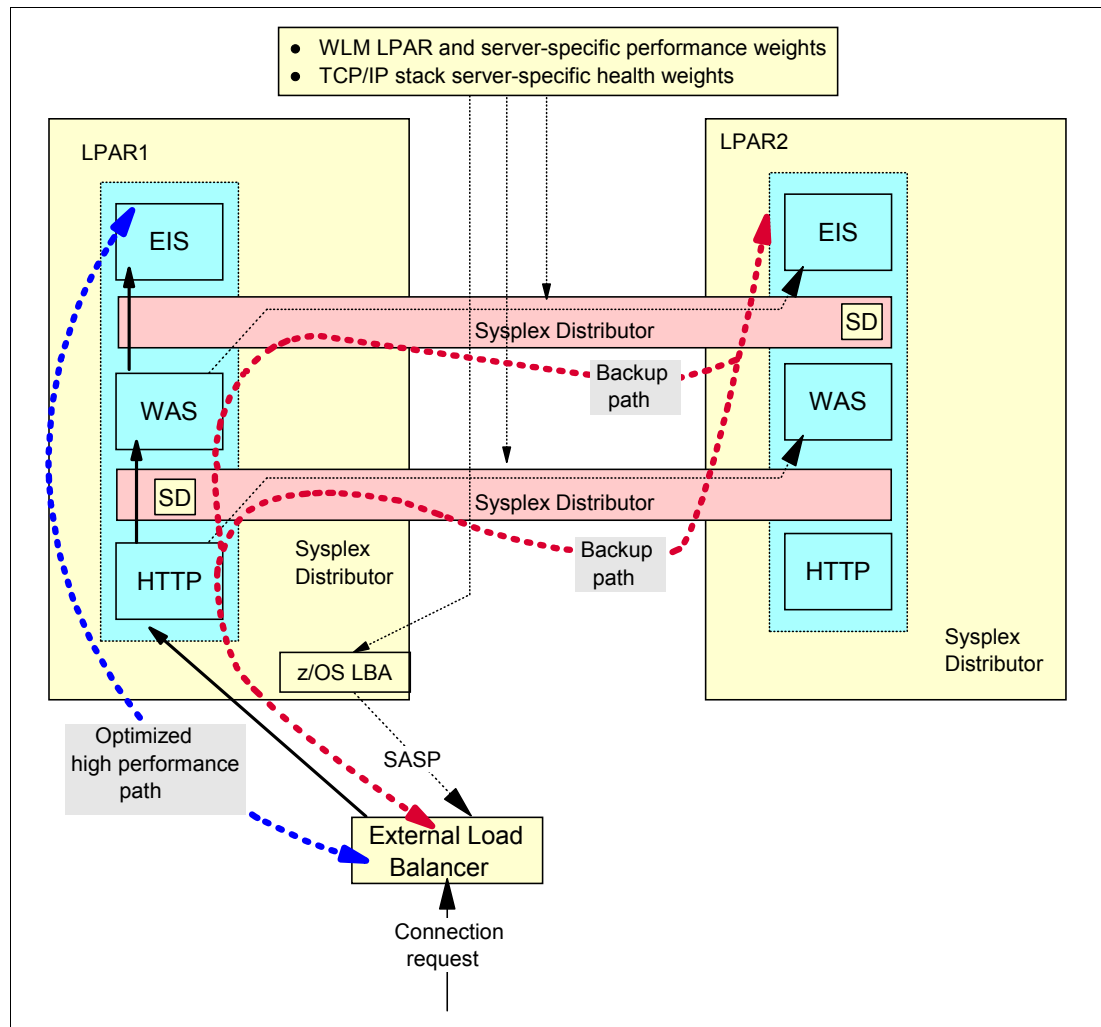 ● WLM LPAR and server-specific performance weights
● TCP/IP stack server-specific health weights
LPAR1
LPAR2
EIS
EIS
Sysplex Distributor
SD
Backup
path
WAS
WAS
SD
Sysplex Distributor
Backup
path
HTTP
Sysplex
Distributor
HTTP
Sysplex
Distributor
z/OS LBA
Optimized
high performance
path
SASP
External Load
Balancer
Connection
request